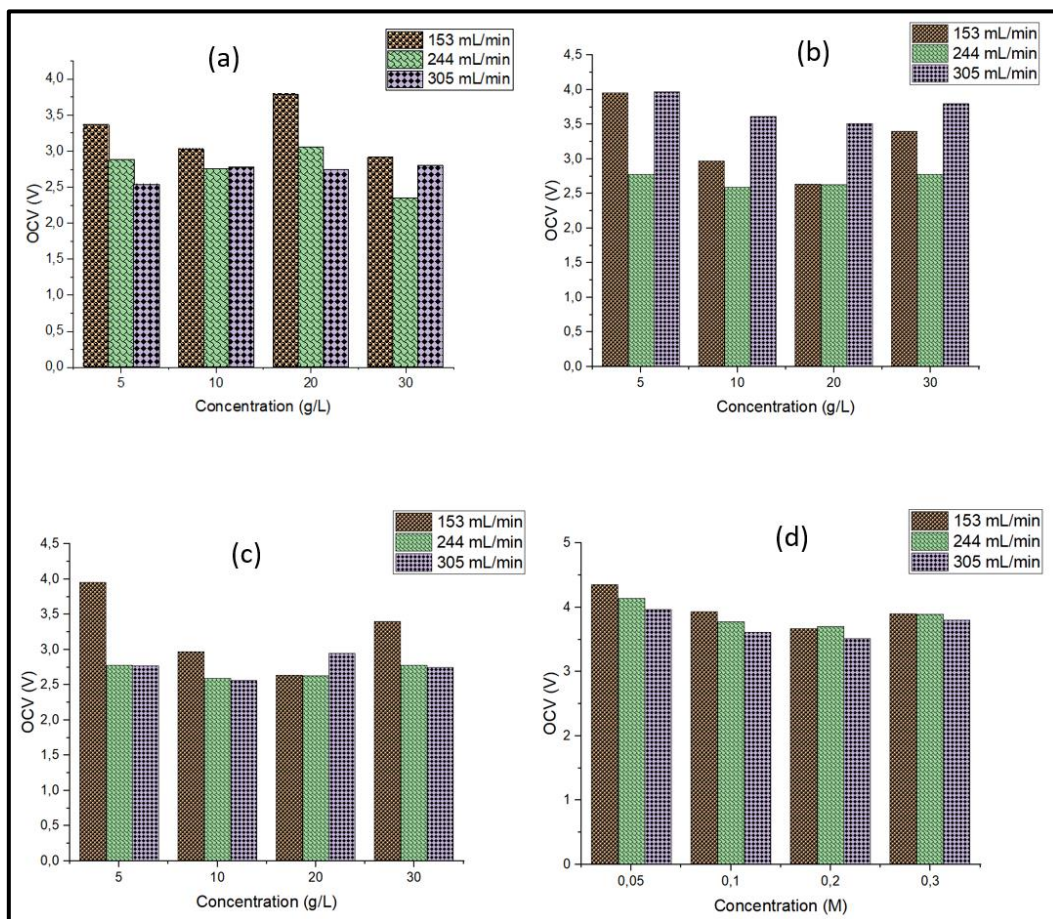 (a)
153 mL/min
244 mL/min
305 mL/min
4,0
3,5
3,0
2,5
2,0
1,5
1,0
0,5
0,0
OCV (V)
5 10 20 30
Concentration (g/L)
(b)
153 mL/min
244 mL/min
305 mL/min
4,5
4,0
3,5
3,0
2,5
2,0
1,5
1,0
0,5
0,0
OCV (V)
5 10 20 30
Concentration (g/L)
(c)
153 mL/min
244 mL/min
305 mL/min
4,5
4,0
3,5
3,0
2,5
2,0
1,5
1,0
0,5
0,0
OCV (V)
5 10 20 30
Concentration (g/L)
(d)
153 mL/min
244 mL/min
305 mL/min
5
4
3
2
1
0
OCV (V)
0,05 0,1 0,2 0,3
Concentration (M)